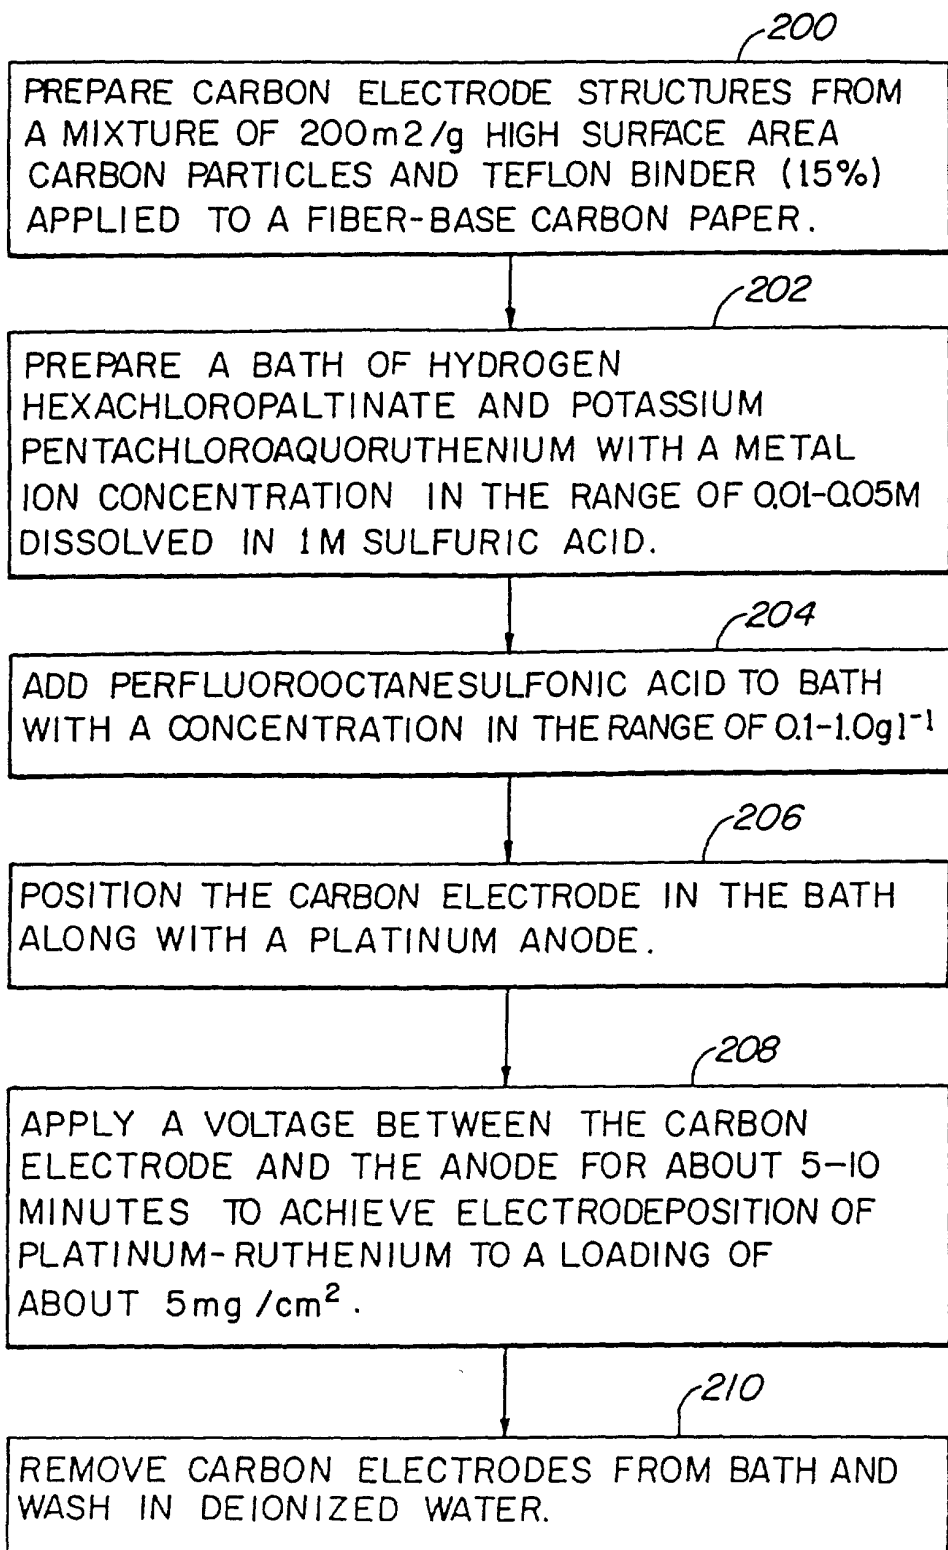 200
PREPARE CARBON ELECTRODE STRUCTURES FROM
A MIXTURE OF 200m2/g HIGH SURFACE AREA
CARBON PARTICLES AND TEFLON BINDER (15%)
APPLIED TO A FIBER-BASE CARBON PAPER.
202
PREPARE A BATH OF HYDROGEN
HEXACHLOROPALTINATE AND POTASSIUM
PENTACHLOROAQUORUTHENIUM WITH A METAL
ION CONCENTRATION IN THE RANGE OF 0.01-0.05M
DISSOLVED IN 1M SULFURIC ACID.
204
ADD PERFLUOROOCTANESULFONIC ACID TO BATH
WITH A CONCENTRATION IN THE RANGE OF 0.1-1.0gl⁻¹
206
POSITION THE CARBON ELECTRODE IN THE BATH
ALONG WITH A PLATINUM ANODE.
208
APPLY A VOLTAGE BETWEEN THE CARBON
ELECTRODE AND THE ANODE FOR ABOUT 5-10
MINUTES TO ACHIEVE ELECTRODEPOSITION OF
PLATINUM-RUTHENIUM TO A LOADING OF
ABOUT 5mg/cm².
210
REMOVE CARBON ELECTRODES FROM BATH AND
WASH IN DEIONIZED WATER.